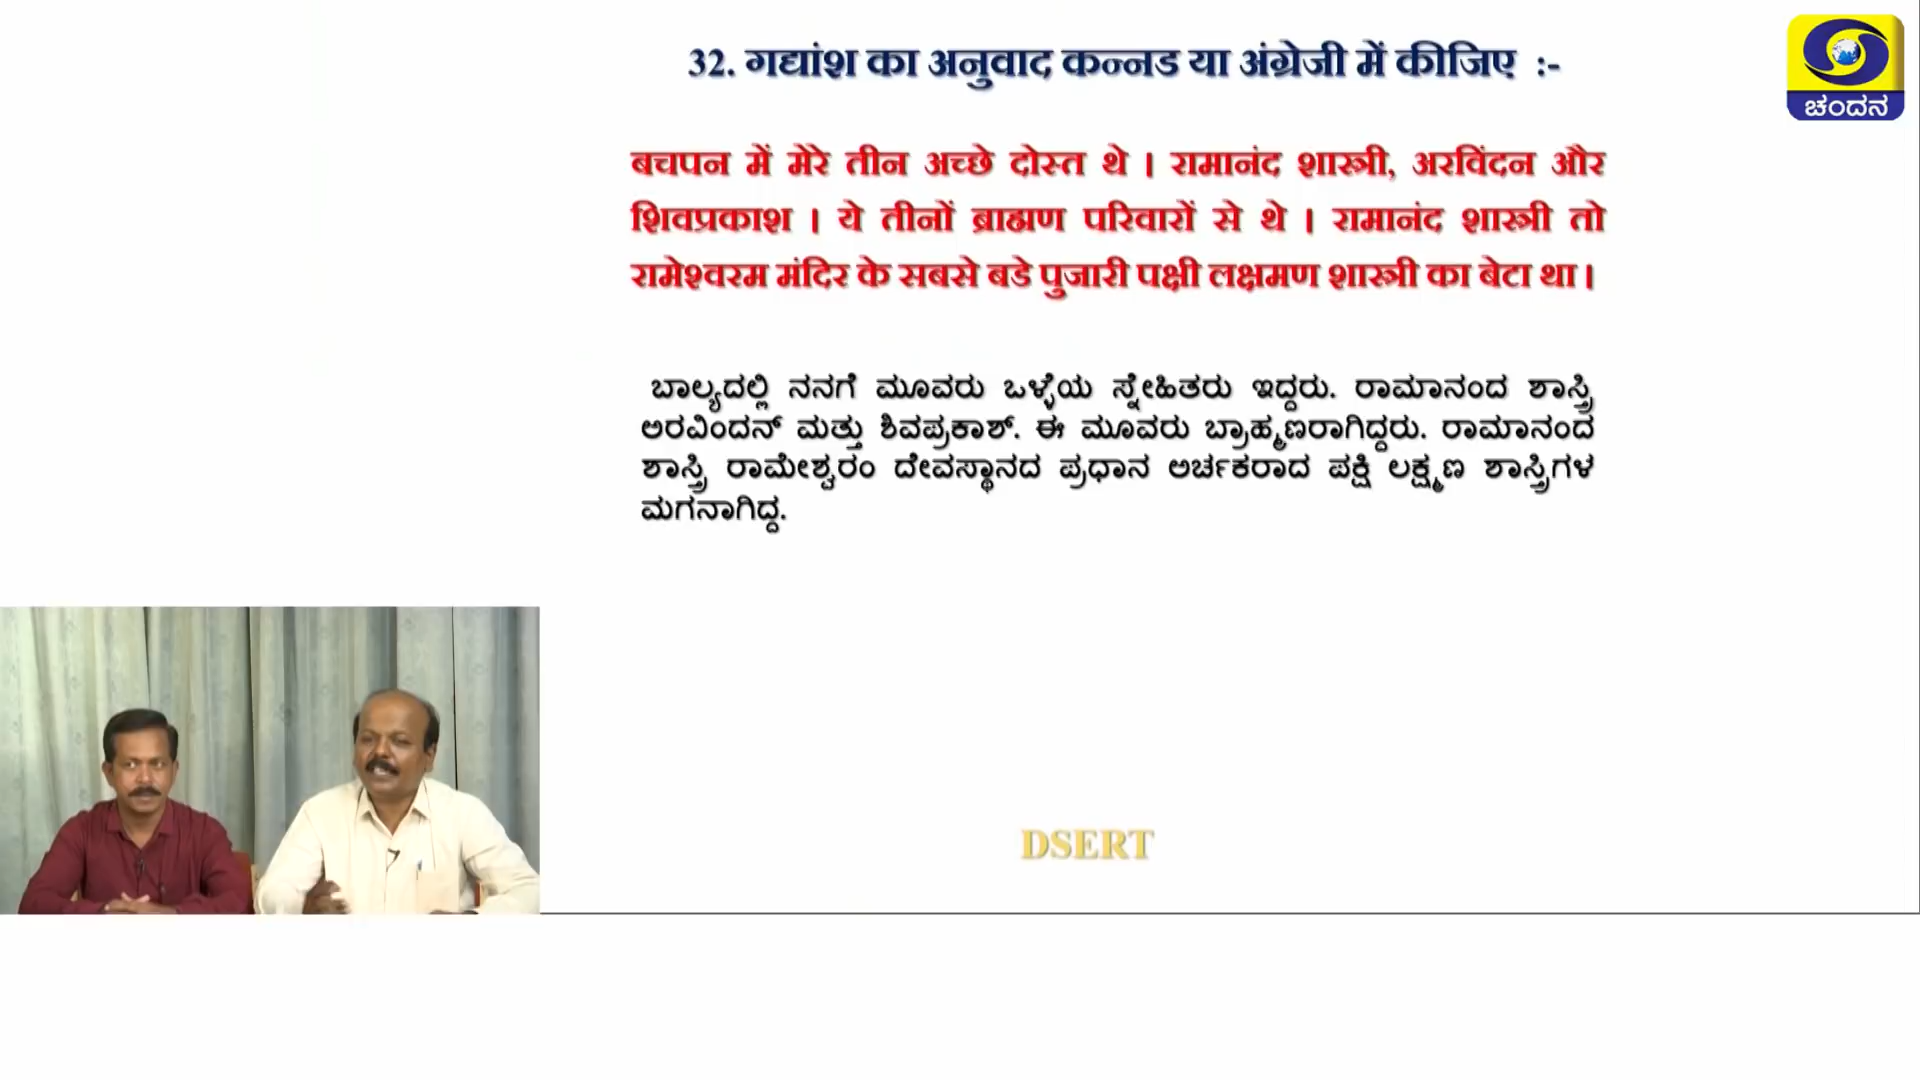 32. गद्यांश का अनुवाद कन्नड या अंग्रेजी में कीजिए :-
ಚಂದನ
बचपन में मेरे तीन अच्छे दोस्त थे । रामानंद शास्त्री, अरविंदन और
शिवप्रकाश । ये तीनों ब्राह्मण परिवारों से थे । रामानंद शास्त्री तो
रामेश्वरम मंदिर के सबसे बडे पुजारी पक्षी लक्षमण शास्त्री का बेटा था ।
ಬಾಲ್ಯದಲ್ಲಿ ನನಗೆ ಮೂವರು ಒಳ್ಳೆಯ ಸ್ನೇಹಿತರು ಇದ್ದರು. ರಾಮಾನಂದ ಶಾಸ್ತ್ರಿ
ಅರವಿಂದನ್ ಮತ್ತು ಶಿವಪ್ರಕಾಶ್. ಈ ಮೂವರು ಬ್ರಾಹ್ಮಣರಾಗಿದ್ದರು. ರಾಮಾನಂದ
ಶಾಸ್ತ್ರಿ ರಾಮೇಶ್ವರಂ ದೇವಸ್ಥಾನದ ಪ್ರಧಾನ ಅರ್ಚಕರಾದ ಪಕ್ಷಿ ಲಕ್ಷ್ಮಣ ಶಾಸ್ತ್ರಿಗಳ
ಮಗನಾಗಿದ್ದ.
DSERT